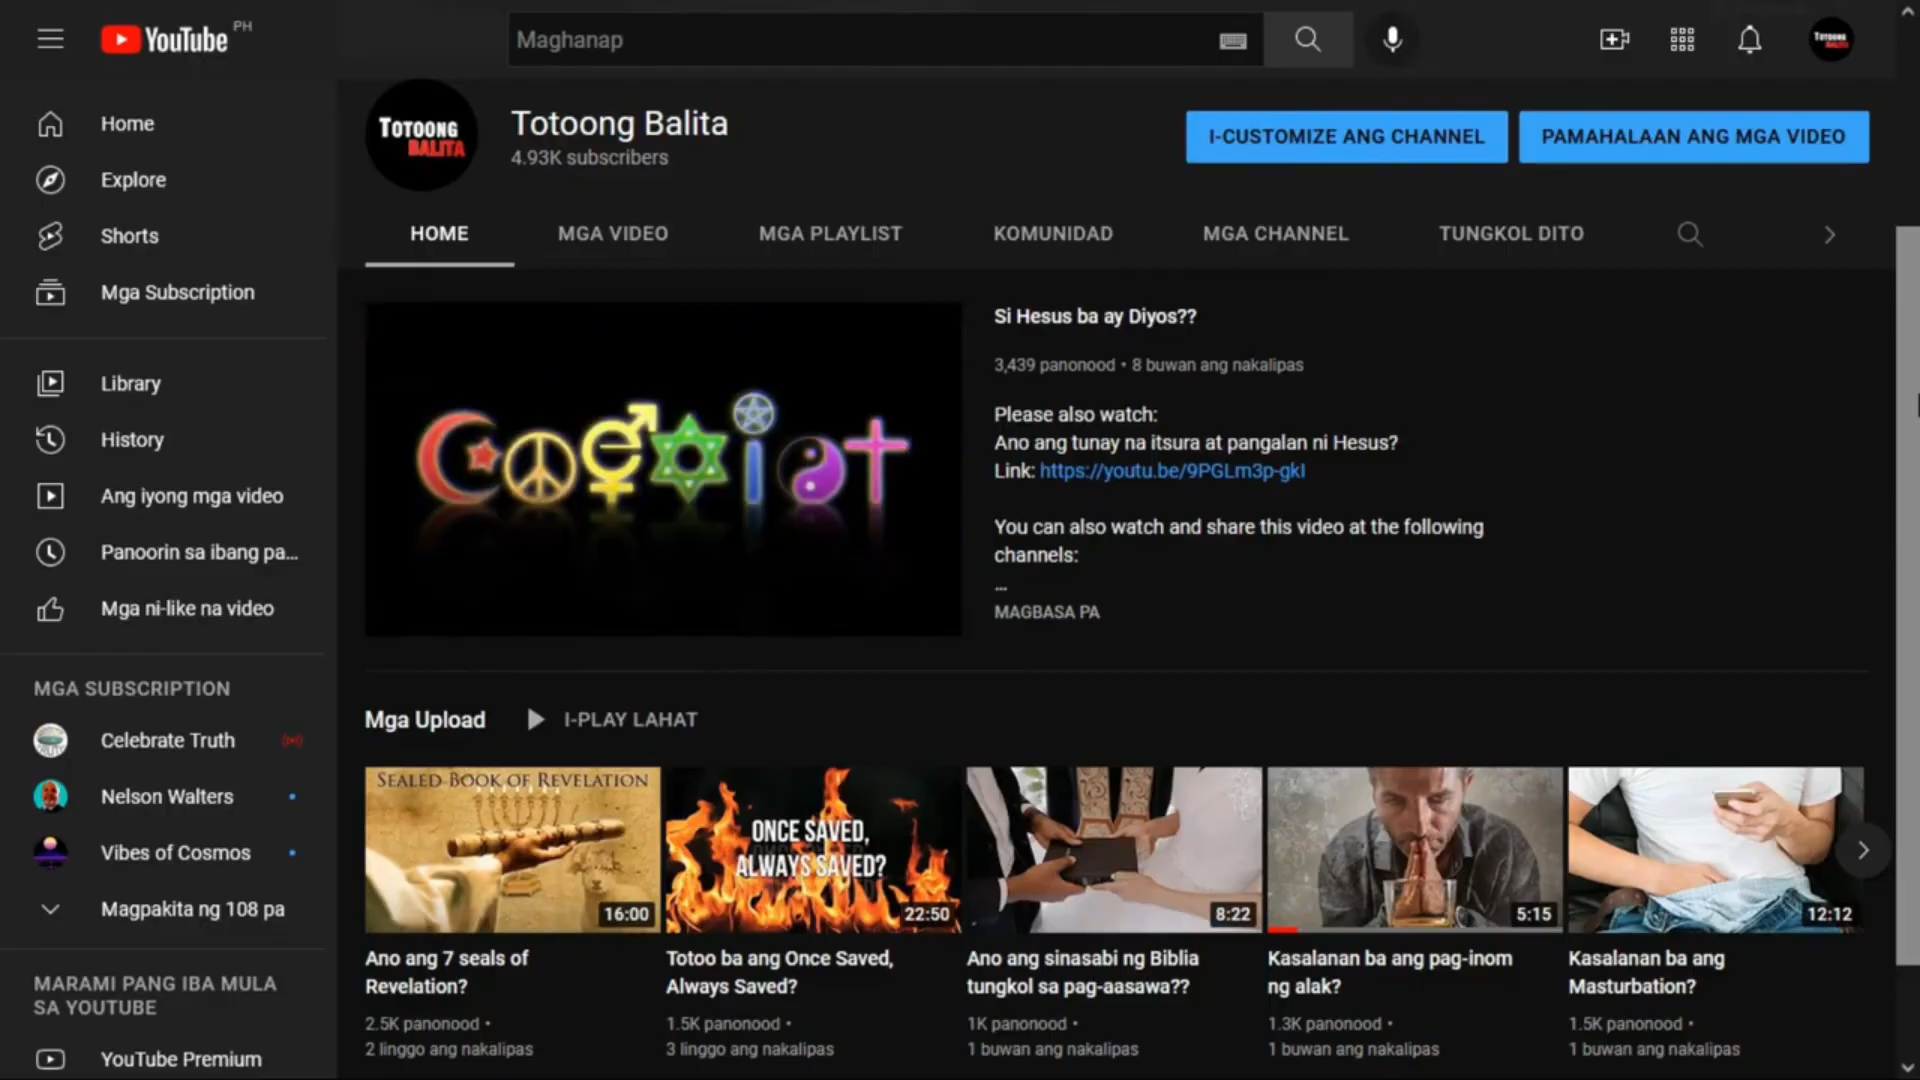 YouTube PH
Maghanap
TOTOONG
BALITA
Home
Explore
Shorts
Mga Subscription
Library
History
Ang iyong mga video
Panoorin sa ibang pa...
Mga ni-like na video
MGA SUBSCRIPTION
Celebrate Truth
Nelson Walters
Vibes of Cosmos
Magpakita ng 108 pa
MARAMI PANG IBA MULA
SA YOUTUBE
YouTube Premium
TOTOONG
BALITA
Totoong Balita
4.93K subscribers
I-CUSTOMIZE ANG CHANNEL
PAMAHALAAN ANG MGA VIDEO
HOME
MGA VIDEO
MGA PLAYLIST
KOMUNIDAD
MGA CHANNEL
TUNGKOL DITO
Coexist
Si Hesus ba ay Diyos??
3,439 panonood • 8 buwan ang nakalipas
Please also watch:
Ano ang tunay na itsura at pangalan ni Hesus?
Link: https://youtu.be/9PGLm3p-gkI
You can also watch and share this video at the following
channels:
...
MAGBASA PA
Mga Upload
I-PLAY LAHAT
SEALED BOOK OF REVELATION
16:00
Ano ang 7 seals of
Revelation?
2.5K panonood •
2 linggo ang nakalipas
ONCE SAVED,
ALWAYS SAVED?
22:50
Totoo ba ang Once Saved,
Always Saved?
1.5K panonood •
3 linggo ang nakalipas
8:22
Ano ang sinasabi ng Biblia
tungkol sa pag-aasawa??
1K panonood •
1 buwan ang nakalipas
5:15
Kasalanan ba ang pag-inom
ng alak?
1.3K panonood •
1 buwan ang nakalipas
12:12
Kasalanan ba ang
Masturbation?
1.5K panonood •
1 buwan ang nakalipas